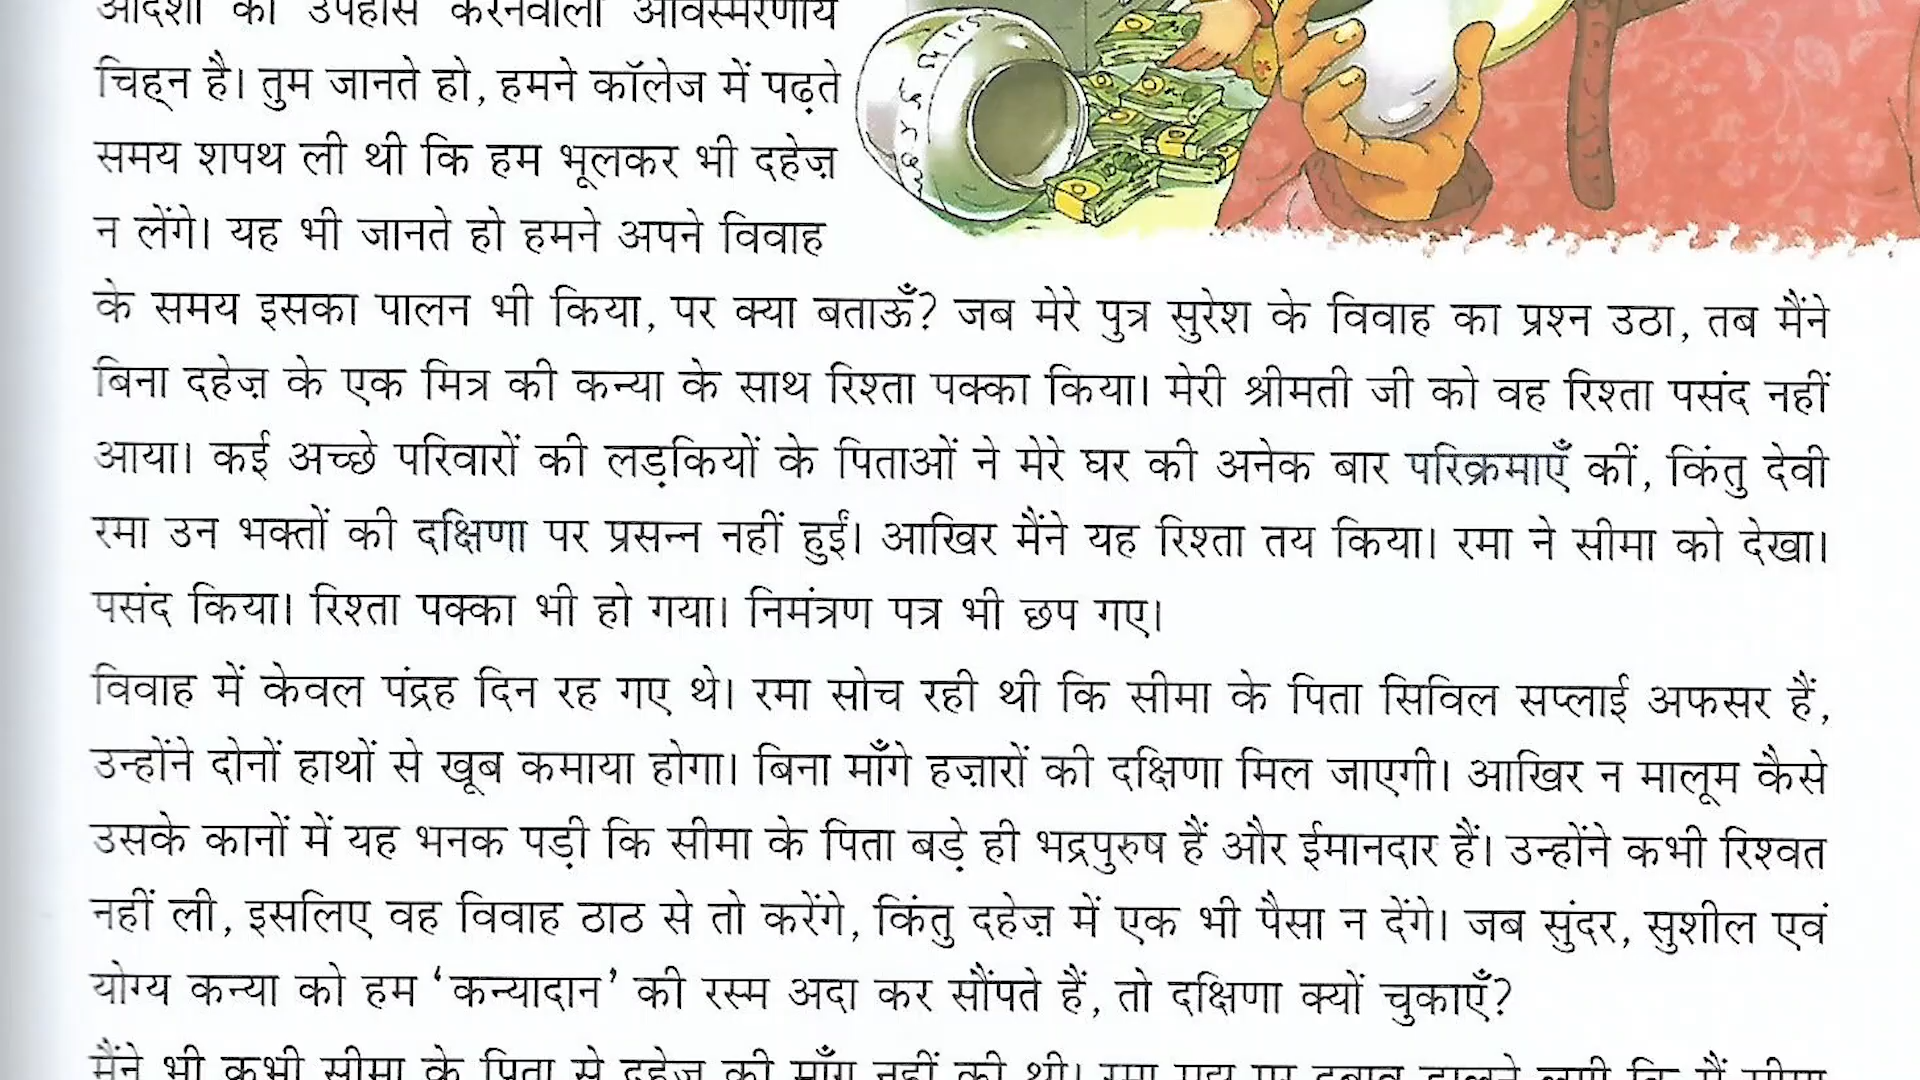 आदर्शों का उपहास करनेवाला अविस्मरणीय
चिह्न है। तुम जानते हो, हमने कॉलेज में पढ़ते
समय शपथ ली थी कि हम भूलकर भी दहेज़
न लेंगे। यह भी जानते हो हमने अपने विवाह
के समय इसका पालन भी किया, पर क्या बताऊँ? जब मेरे पुत्र सुरेश के विवाह का प्रश्न उठा, तब मैंने
बिना दहेज़ के एक मित्र की कन्या के साथ रिश्ता पक्का किया। मेरी श्रीमती जी को वह रिश्ता पसंद नहीं
आया। कई अच्छे परिवारों की लड़कियों के पिताओं ने मेरे घर की अनेक बार परिक्रमाएँ कीं, किंतु देवी
रमा उन भक्तों की दक्षिणा पर प्रसन्न नहीं हुईं। आखिर मैंने यह रिश्ता तय किया। रमा ने सीमा को देखा।
पसंद किया। रिश्ता पक्का भी हो गया। निमंत्रण पत्र भी छप गए।
विवाह में केवल पंद्रह दिन रह गए थे। रमा सोच रही थी कि सीमा के पिता सिविल सप्लाई अफसर हैं,
उन्होंने दोनों हाथों से खूब कमाया होगा। बिना माँगे हज़ारों की दक्षिणा मिल जाएगी। आखिर न मालूम कैसे
उसके कानों में यह भनक पड़ी कि सीमा के पिता बड़े ही भद्रपुरुष हैं और ईमानदार हैं। उन्होंने कभी रिश्वत
नहीं ली, इसलिए वह विवाह ठाठ से तो करेंगे, किंतु दहेज़ में एक भी पैसा न देंगे। जब सुंदर, सुशील एवं
योग्य कन्या को हम ‘कन्यादान’ की रस्म अदा कर सौंपते हैं, तो दक्षिणा क्यों चुकाएँ?
मैंने भी कभी सीमा के पिता से दहेज़ की माँग नहीं की थी। रमा मुझ पर दबाव डालने लगी कि मैं सीमा